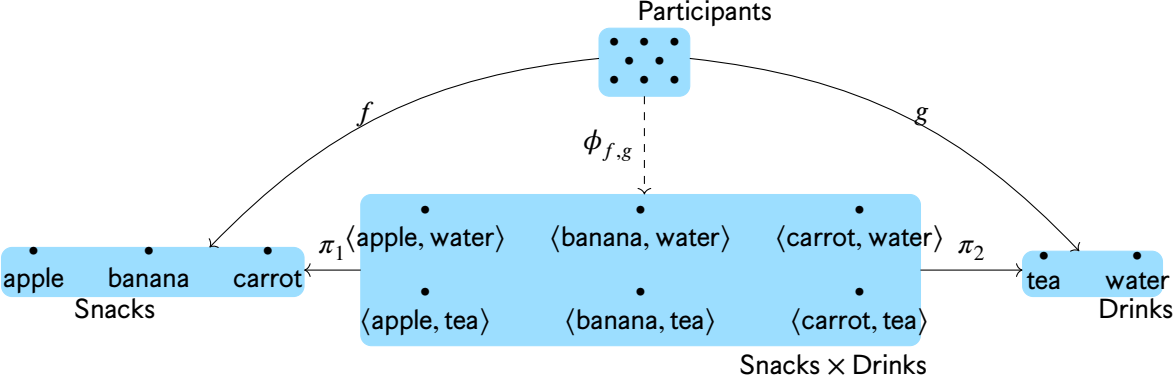 Participants
f
g
ϕ_{f,g}
⟨apple, water⟩ ⟨banana, water⟩ ⟨carrot, water⟩
π₁
π₂
apple banana carrot
tea water
Snacks
Drinks
⟨apple, tea⟩ ⟨banana, tea⟩ ⟨carrot, tea⟩
Snacks × Drinks